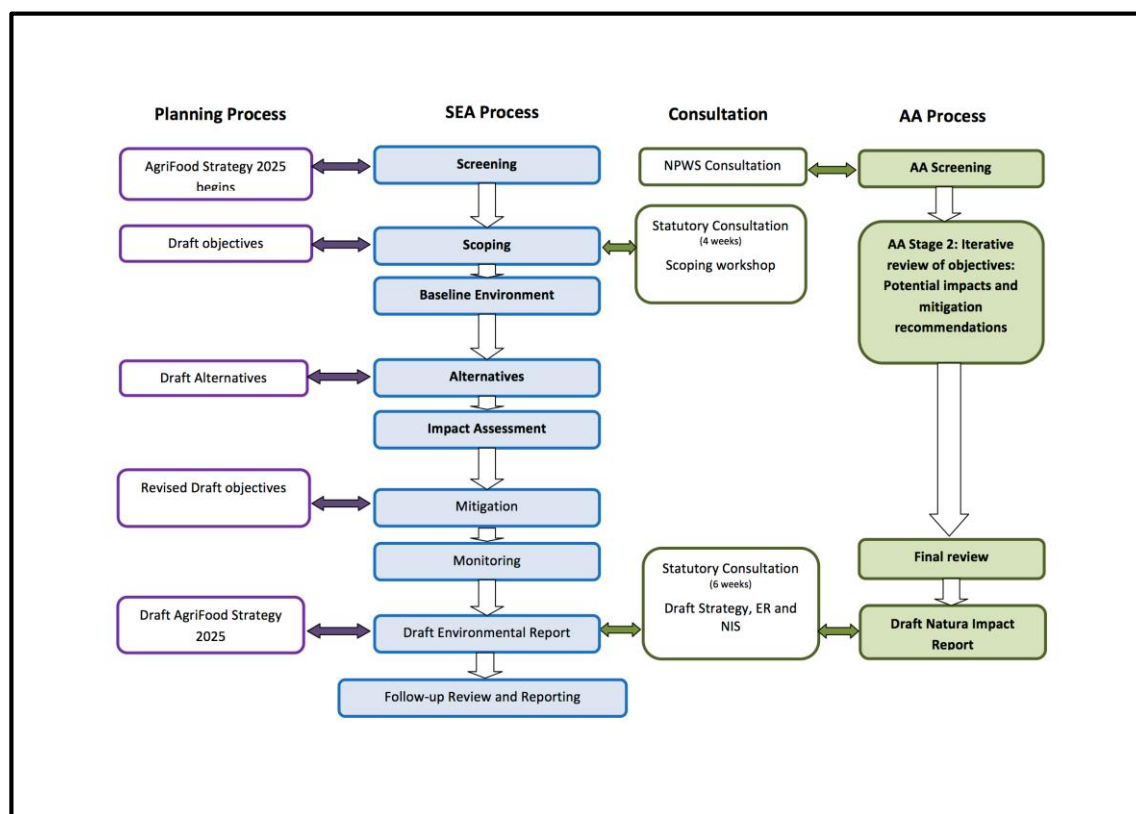 Planning Process
SEA Process
Consultation
AA Process
AgriFood Strategy 2025
begins
Screening
NPWS Consultation
AA Screening
Draft objectives
Scoping
Statutory Consultation
(4 weeks)
Scoping workshop
AA Stage 2: Iterative
review of objectives:
Potential impacts and
mitigation
recommendations
Baseline Environment
Draft Alternatives
Alternatives
Impact Assessment
Revised Draft objectives
Mitigation
Monitoring
Statutory Consultation
(6 weeks)
Draft Strategy, ER and
NIS
Final review
Draft AgriFood Strategy
2025
Draft Environmental Report
Draft Natura Impact
Report
Follow-up Review and Reporting